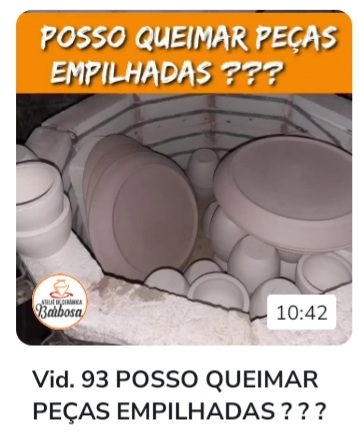 POSSO QUEIMAR PEÇAS
EMPILHADAS ???
ATELIÊ DE CERÂMICA
Barbosa
10:42
Vid. 93 POSSO QUEIMAR
PEÇAS EMPILHADAS ? ? ?